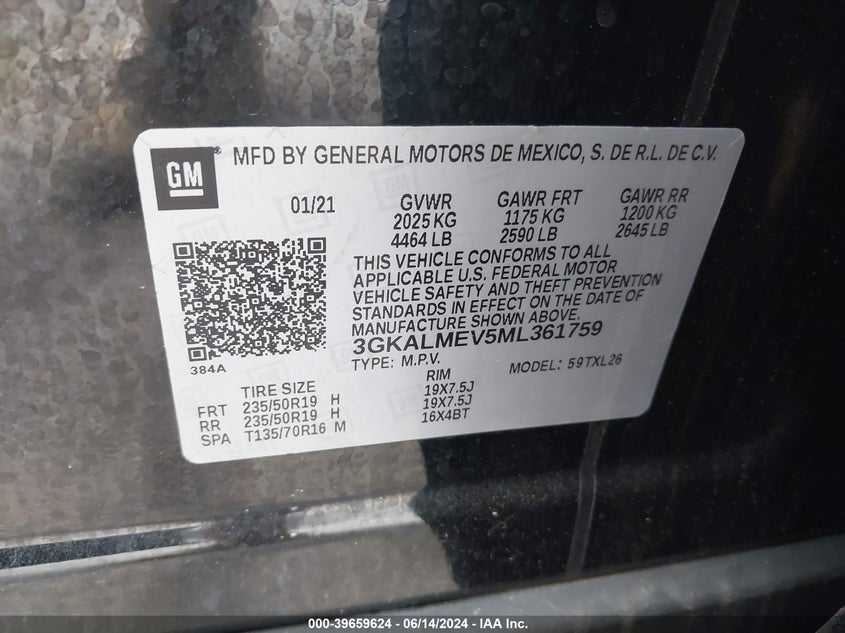 GM ® MFD BY GENERAL MOTORS DE MEXICO, S. DE R.L. DE C.V.
01/21 GVWR GAWR FRT GAWR RR
2025 KG 1175 KG 1200 KG
4464 LB 2590 LB 2645 LB
THIS VEHICLE CONFORMS TO ALL
APPLICABLE U.S. FEDERAL MOTOR
VEHICLE SAFETY AND THEFT PREVENTION
STANDARDS IN EFFECT ON THE DATE OF
MANUFACTURE SHOWN ABOVE.
3GKALMEV5ML361759
384A TYPE: M.P.V. MODEL: 59TXL26
TIRE SIZE RIM
FRT 235/50R19 H 19X7.5J
RR 235/50R19 H 19X7.5J
SPA T135/70R16 M 16X4BT
000-39659624 - 06/14/2024 - IAA Inc.